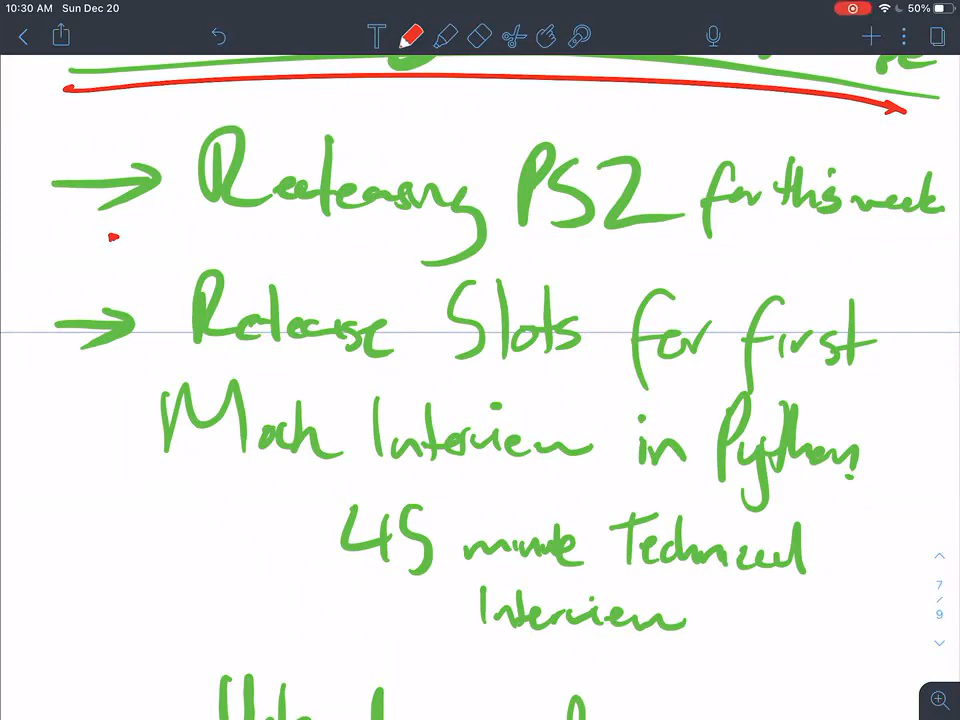 10:30 AM Sun Dec 20
50%
→ Releasing PS2 for this week
→ Release Slots for first
Mock Interview in Python
45 minute Technical
Interview
7
/
9